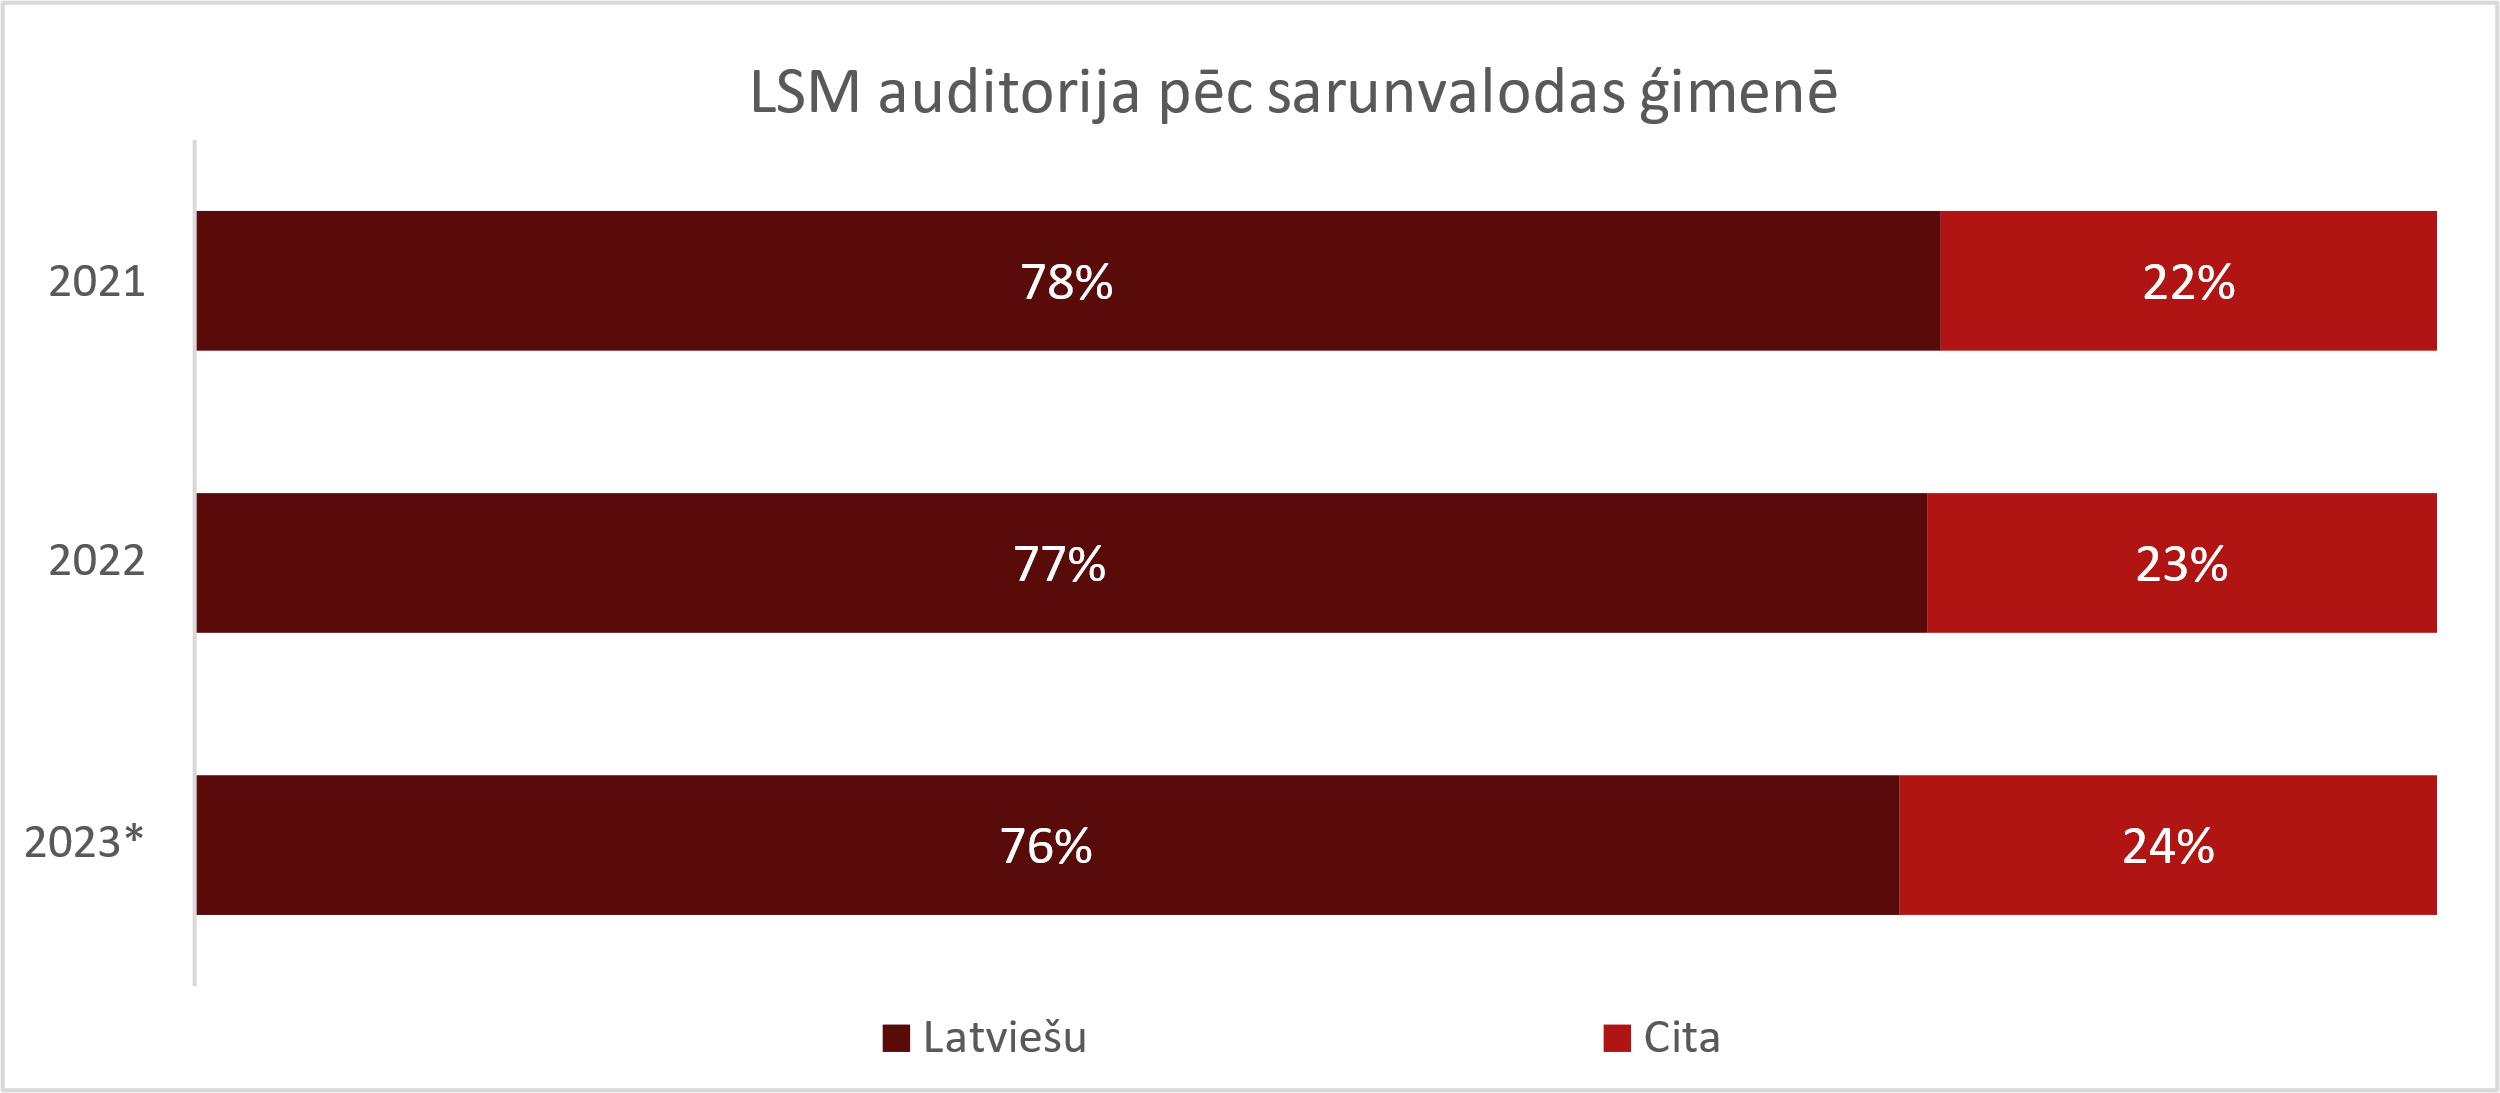 LSM auditorija pēc sarunvalodas ģimenē
2021 78% 22%
2022 77% 23%
2023* 76% 24%
Latviešu Cita